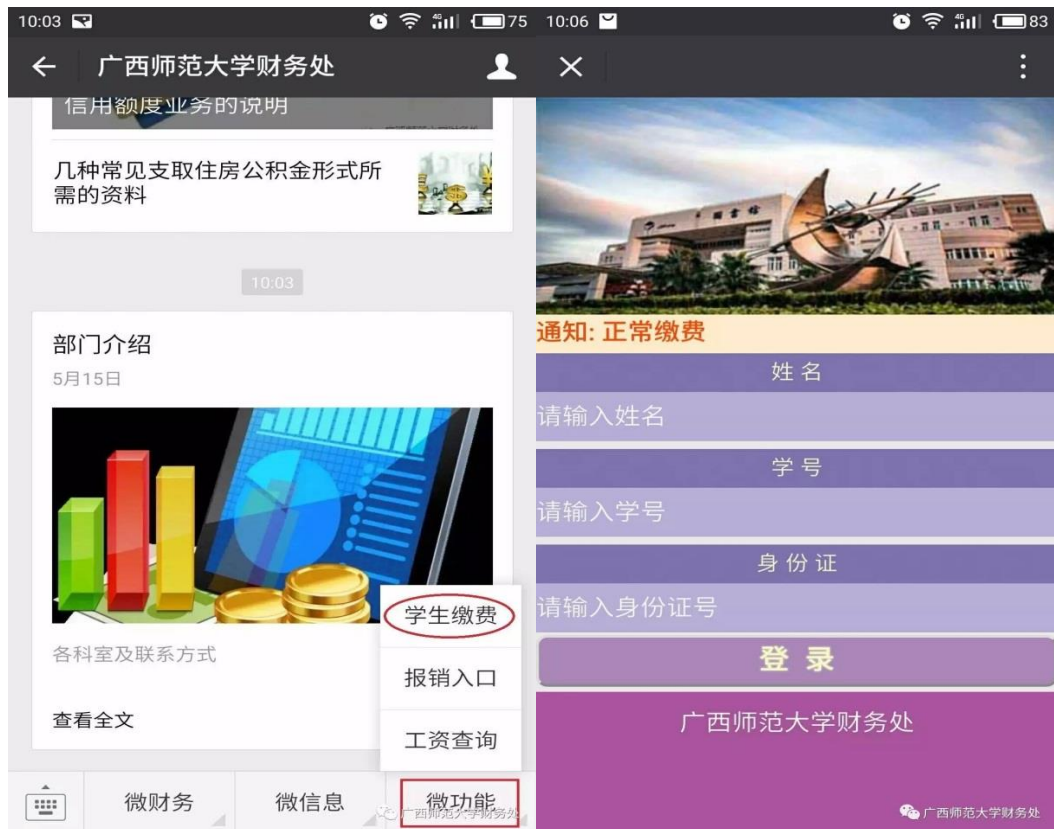 10:03
75
广西师范大学财务处
信用额度业务的说明
几种常见支取住房公积金形式所
需的资料
10:03
部门介绍
5月15日
各科室及联系方式
查看全文
学生缴费
报销入口
工资查询
微财务
微信息
微功能
广西师范大学财务处
10:06
83
图书馆
通知: 正常缴费
姓 名
请输入姓名
学 号
请输入学号
身 份 证
请输入身份证号
登 录
广西师范大学财务处
广西师范大学财务处